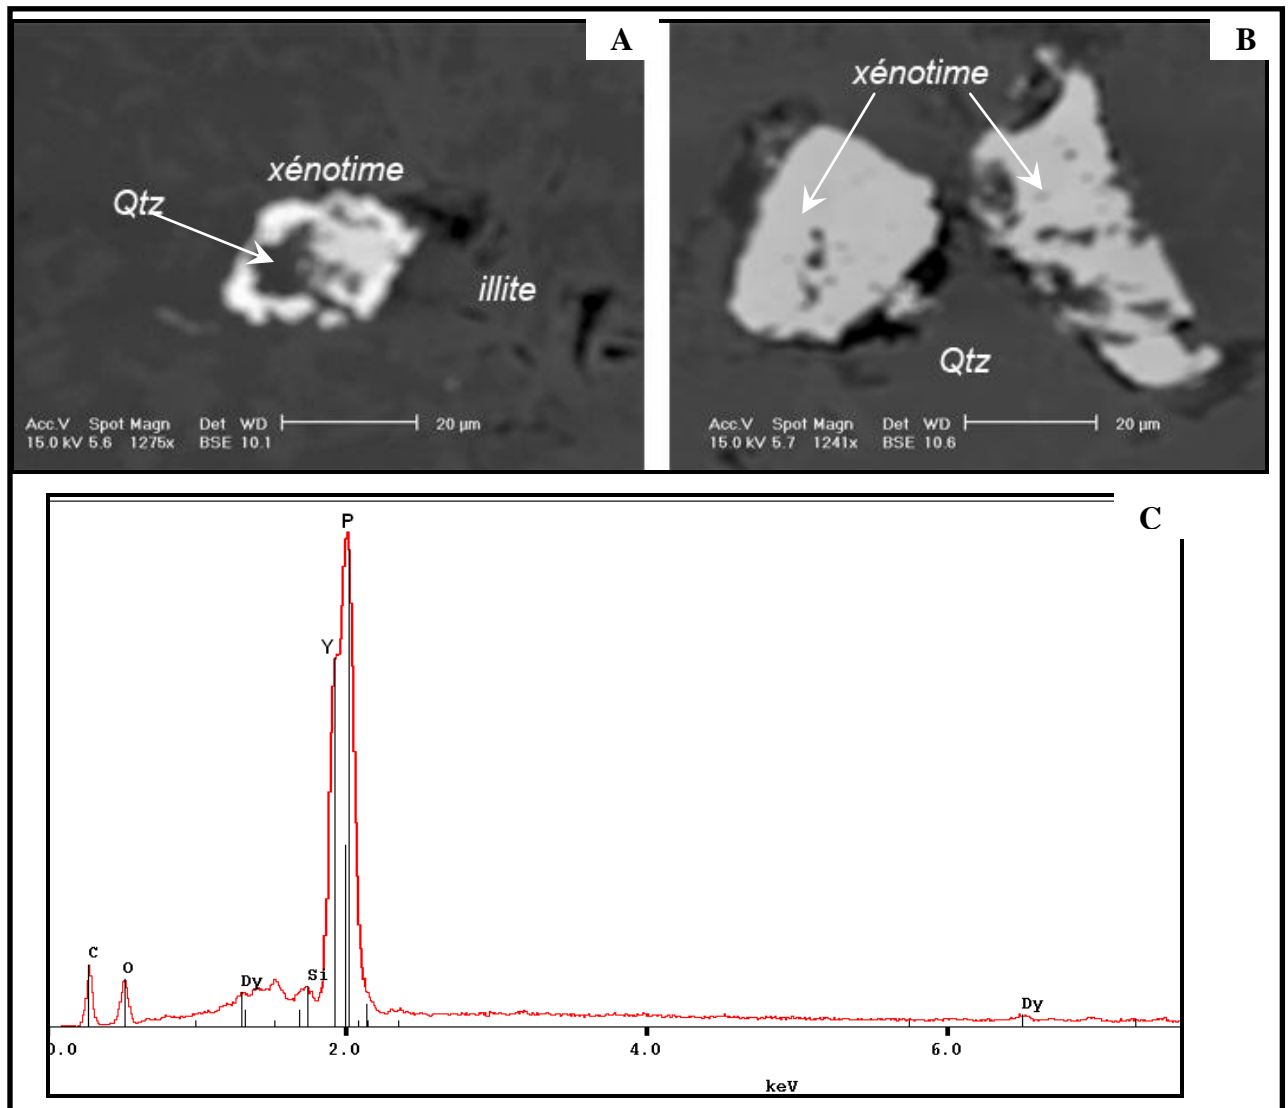 A
xénotime
Qtz
illite
Acc.V Spot Magn Det WD 20 µm
15.0 kV 5.6 1275x BSE 10.1
B
xénotime
Qtz
Acc.V Spot Magn Det WD 20 µm
15.0 kV 5.7 1241x BSE 10.6
C
P
Y
C
O
Dy
Si
Dy
0.0 2.0 4.0 6.0
keV